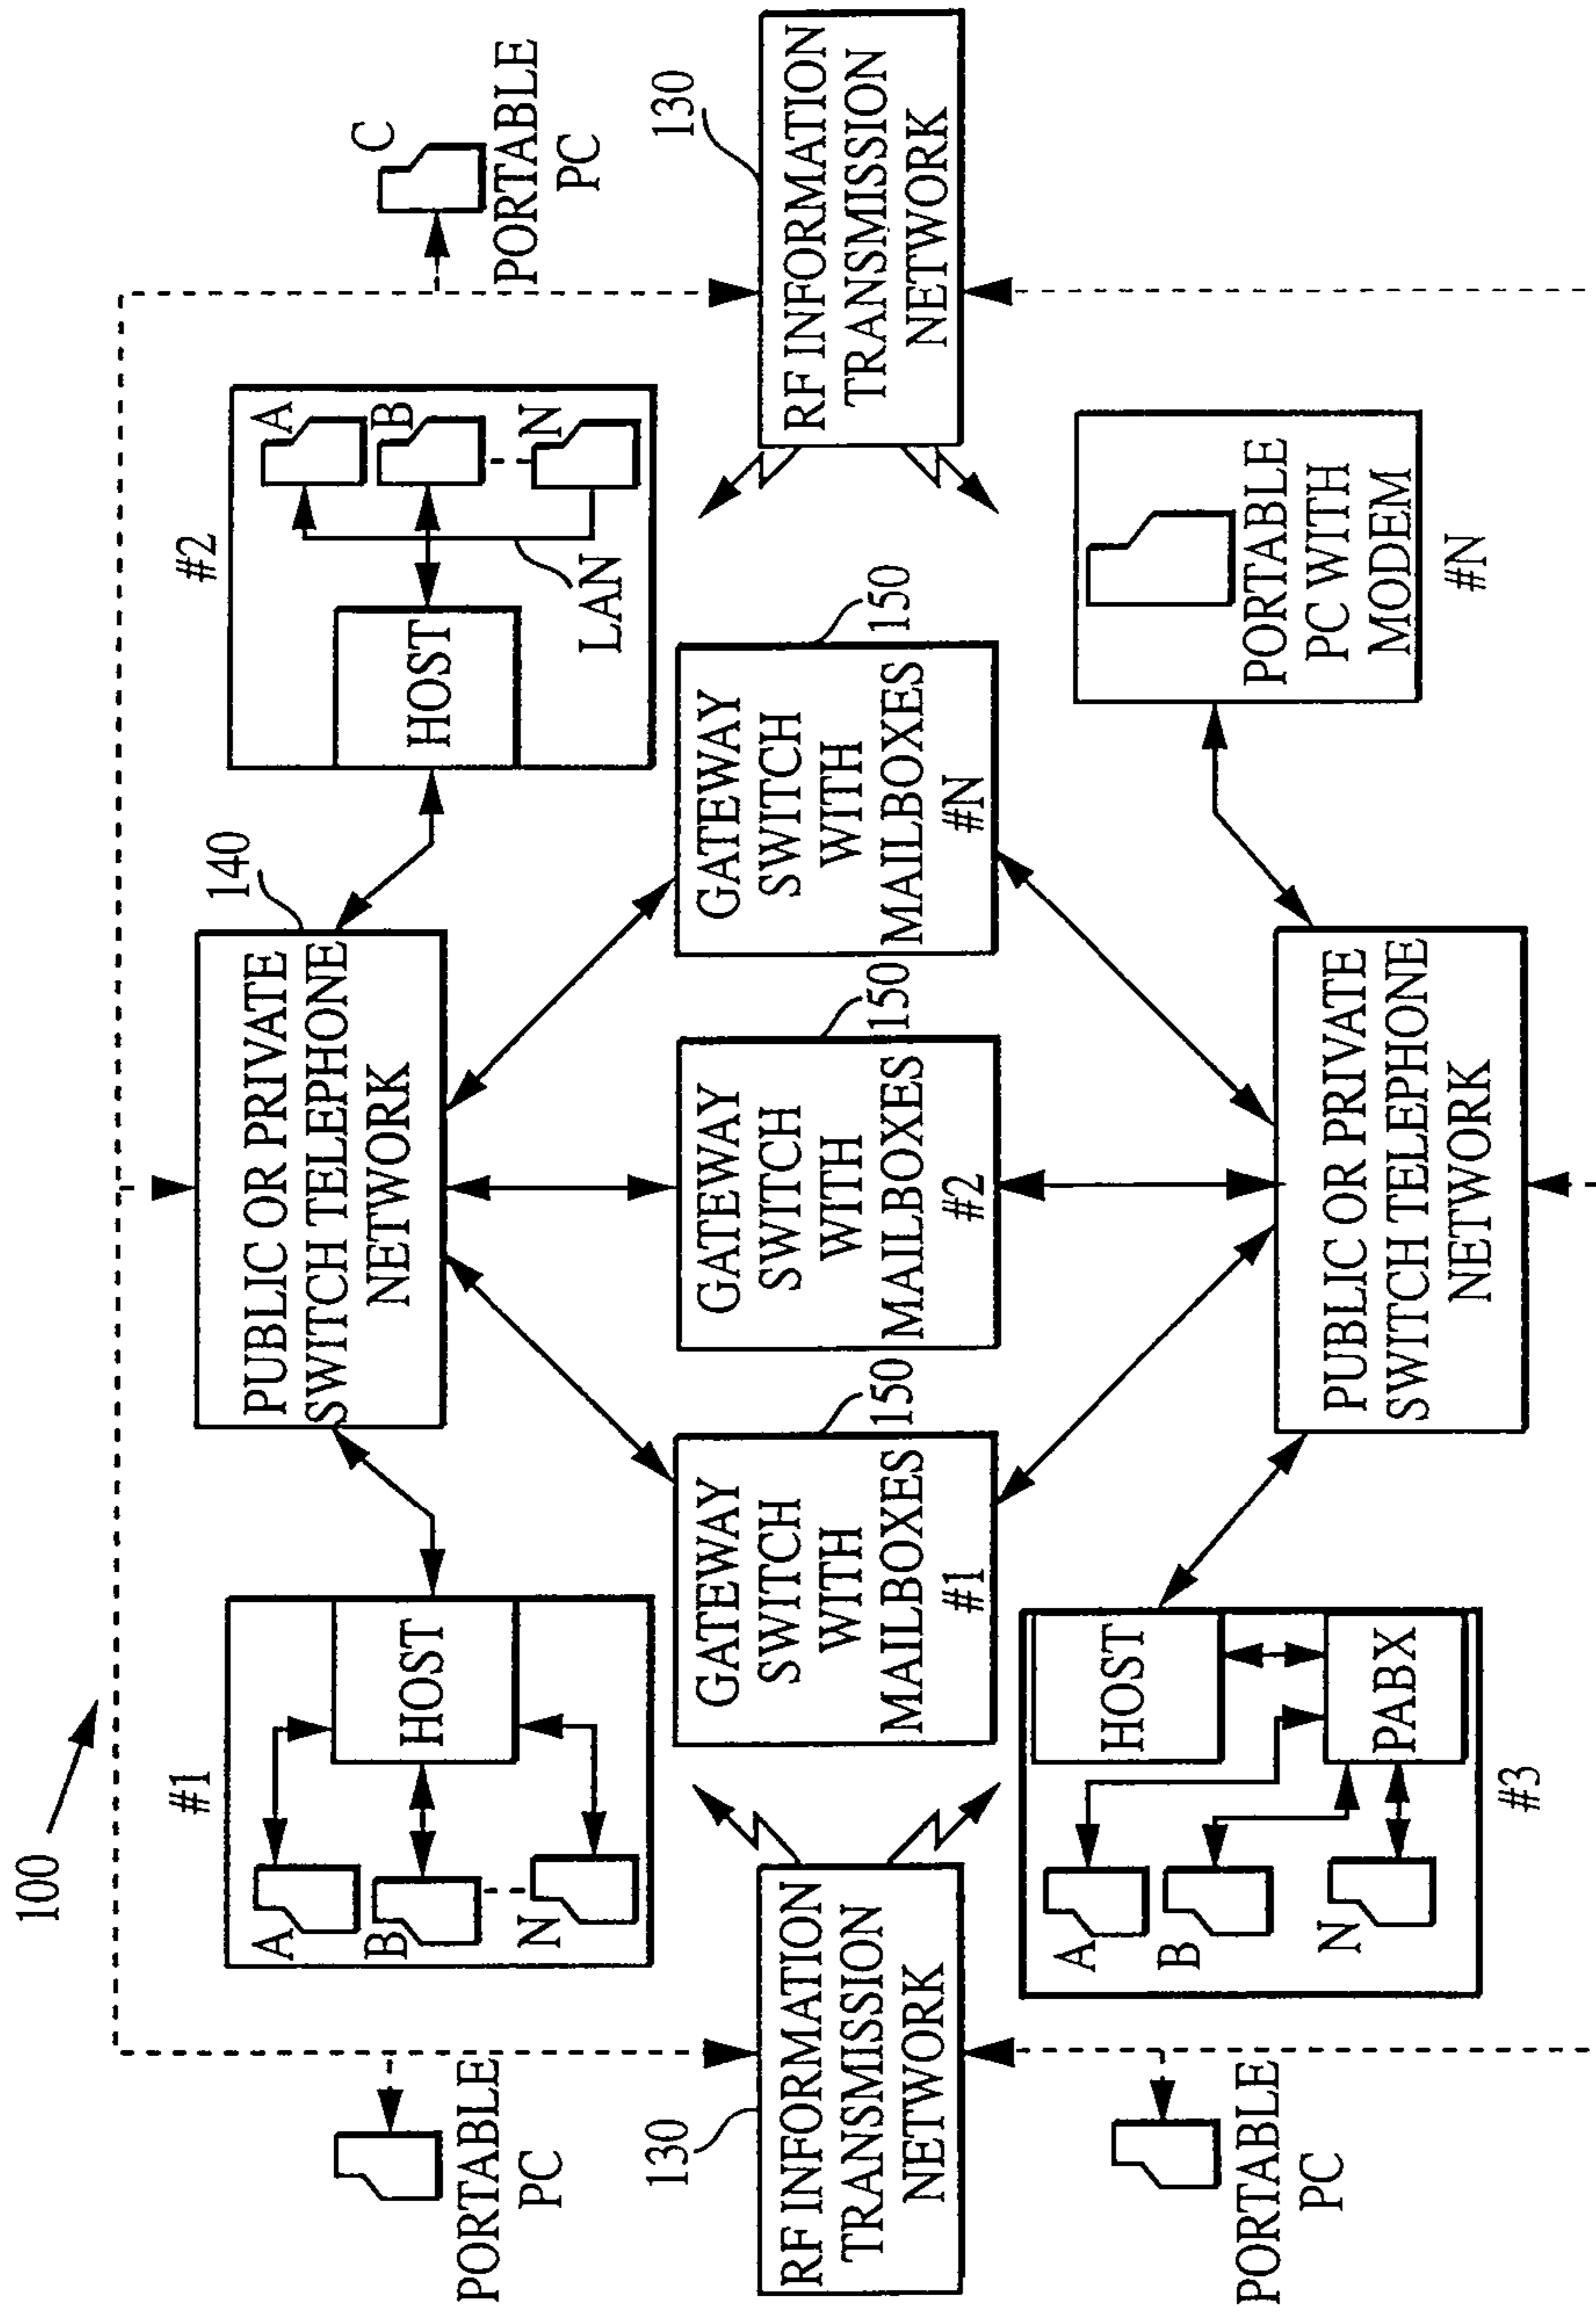 100
#1
A
B
N
HOST
140
PUBLIC OR PRIVATE
SWITCH TELEPHONE
NETWORK
#2
HOST
LAN
A
B
N
C
PORTABLE
PC
PORTABLE
PC
130
RF INFORMATION
TRANSMISSION
NETWORK
150
GATEWAY
SWITCH
WITH
MAILBOXES
#1
150
GATEWAY
SWITCH
WITH
MAILBOXES
#2
150
GATEWAY
SWITCH
WITH
MAILBOXES
#N
130
RF INFORMATION
TRANSMISSION
NETWORK
PORTABLE
PC
A
B
N
HOST
PABX
#3
PUBLIC OR PRIVATE
SWITCH TELEPHONE
NETWORK
PORTABLE
PC WITH
MODEM
#N